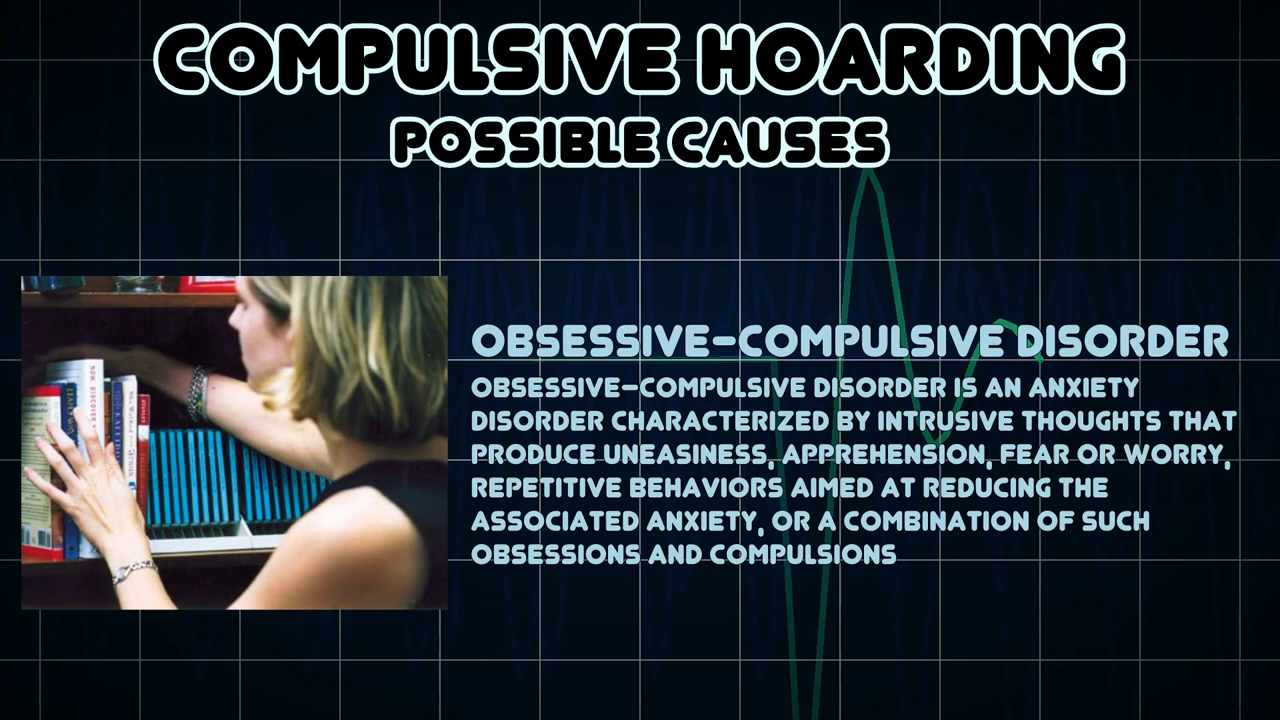 COMPULSIVE HOARDING
POSSIBLE CAUSES
OBSESSIVE-COMPULSIVE DISORDER
OBSESSIVE-COMPULSIVE DISORDER IS AN ANXIETY
DISORDER CHARACTERIZED BY INTRUSIVE THOUGHTS THAT
PRODUCE UNEASINESS, APPREHENSION, FEAR OR WORRY,
REPETITIVE BEHAVIORS AIMED AT REDUCING THE
ASSOCIATED ANXIETY, OR A COMBINATION OF SUCH
OBSESSIONS AND COMPULSIONS